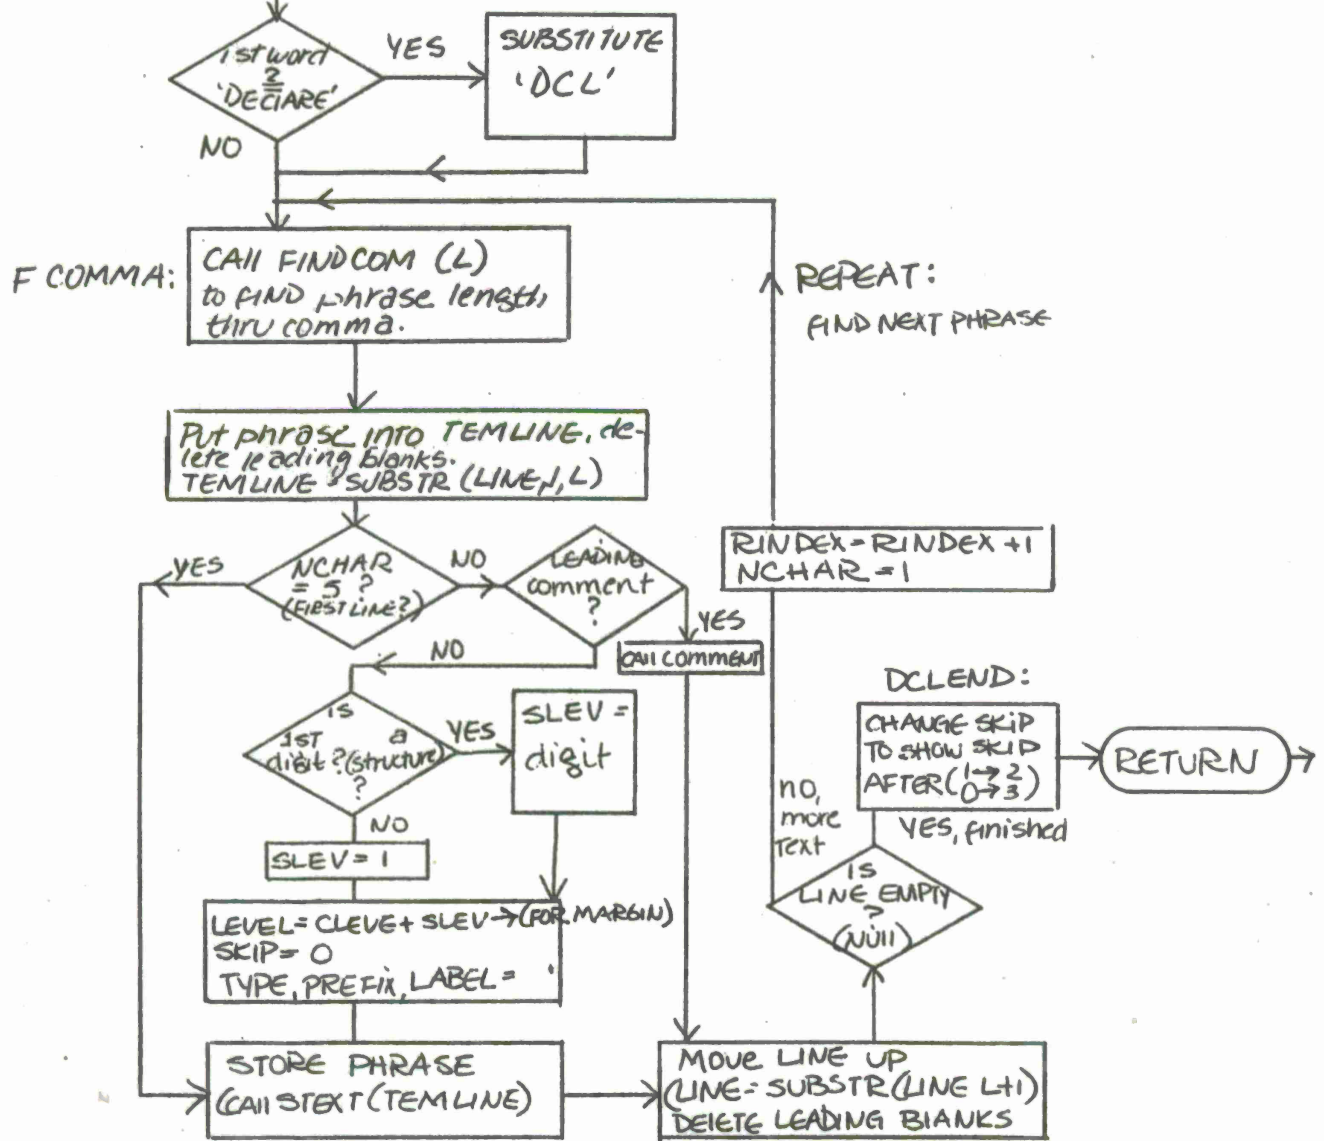 1st word
?
=
'DECLARE'
YES
SUBSTITUTE
'DCL'
NO
F COMMA:
CAll FINDCOM (L)
to FIND phrase length,
thru comma.
REPEAT:
FIND NEXT PHRASE
Put phrase into TEMLINE, de-
lete leading blanks.
TEMLINE = SUBSTR (LINE,1,L)
YES
NCHAR
= 5 ?
(FIRST LINE?)
NO
LEADING
comment
?
YES
CAll COMMENT
RINDEX = RINDEX +1
NCHAR = 1
NO
is
1ST a
digit ?(structure)
?
YES
SLEV =
digit
NO
SLEV = 1
LEVEL = CLEVE + SLEV → (FOR MARGIN)
SKIP = 0
TYPE, PREFIX, LABEL = '
STORE PHRASE
(CAll STEXT (TEMLINE)
MOVE LINE UP
(LINE = SUBSTR (LINE L+1)
DElETE LEADING BlANKS
no,
more
Text
is
LINE EMPTY
?
(NUll)
YES, finished
DCLEND:
CHANGE SKIP
TO SHOW SKIP
AFTER (1→2
0→3)
RETURN